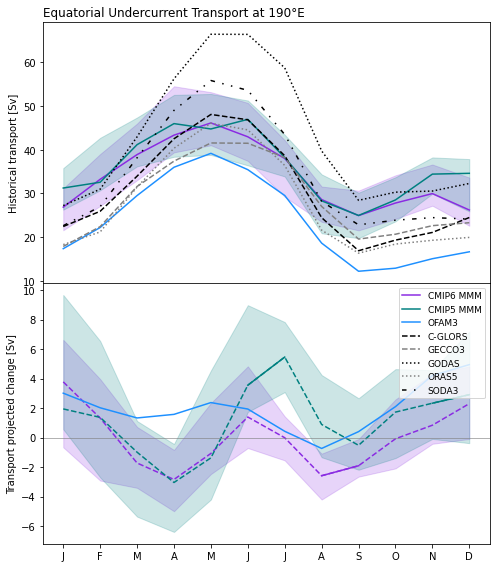 Equatorial Undercurrent Transport at 190°E
Historical transport [Sv]
60
50
40
30
20
10
Transport projected change [Sv]
10
8
6
4
2
0
−2
−4
−6
CMIP6 MMM
CMIP5 MMM
OFAM3
C-GLORS
GECCO3
GODAS
ORAS5
SODA3
J F M A M J J A S O N D